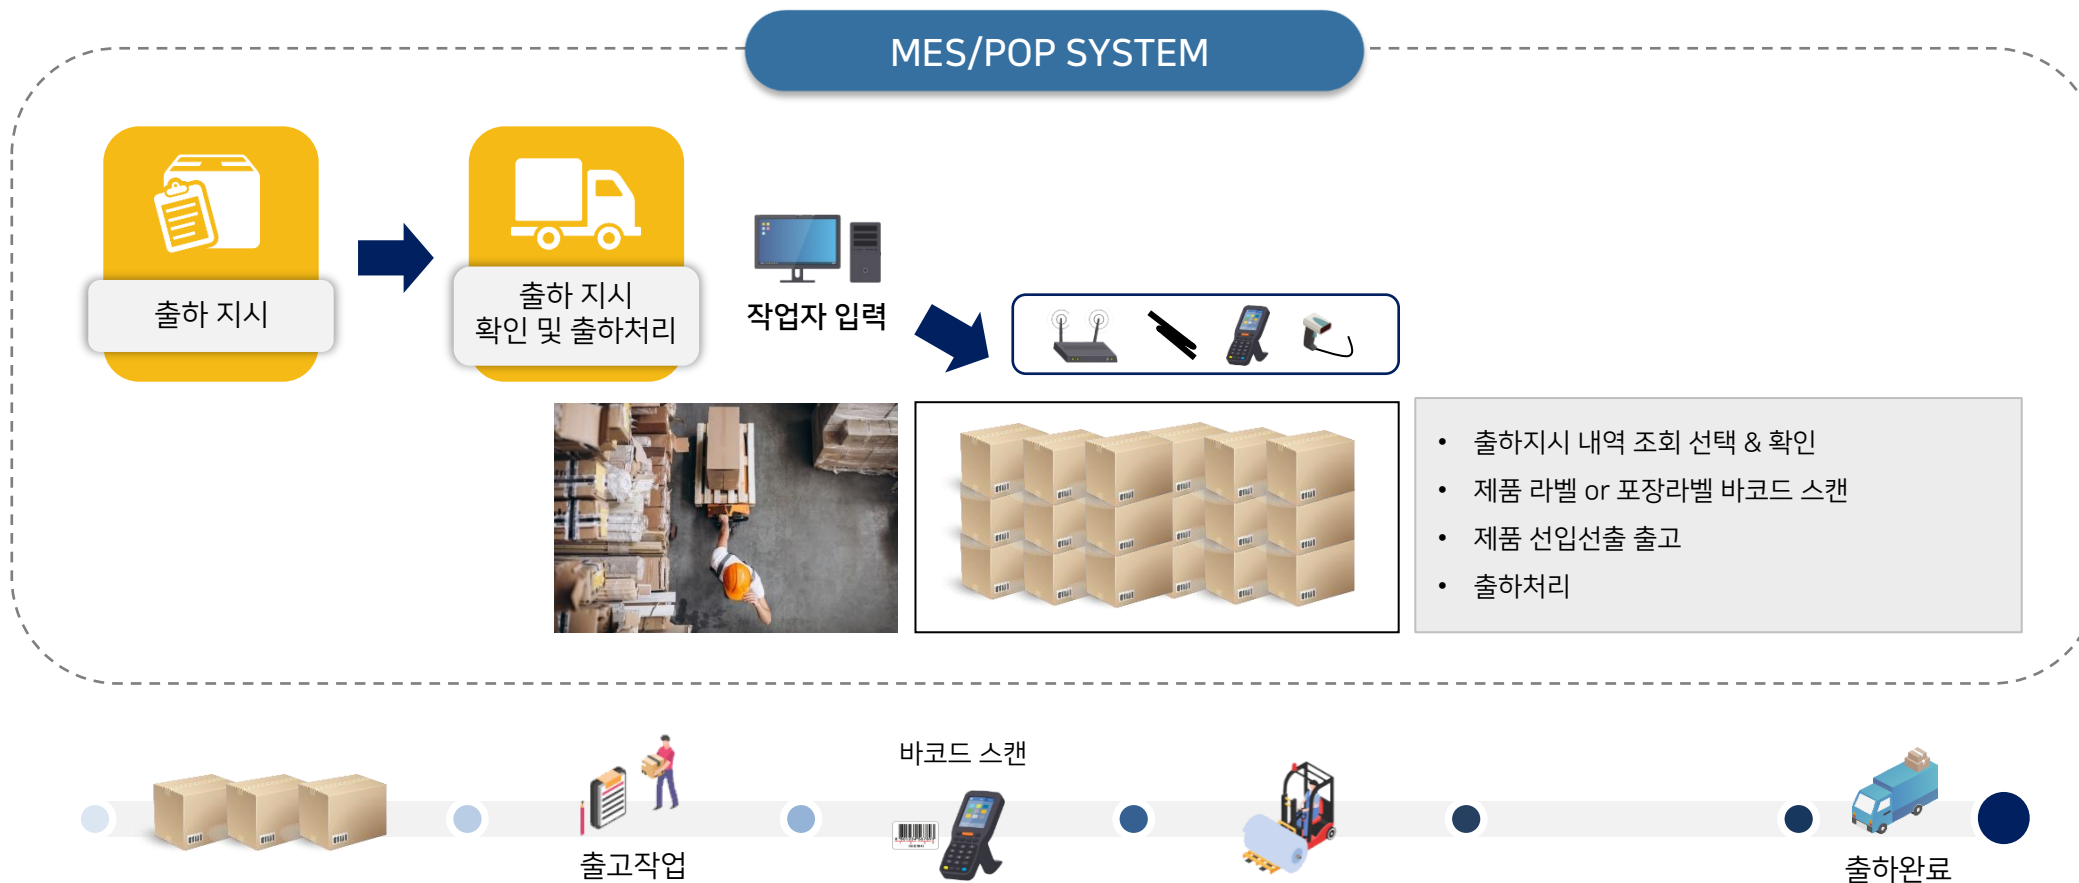 MES/POP SYSTEM
출하 지시
출하 지시
확인 및 출하처리
작업자 입력
• 출하지시 내역 조회 선택 & 확인
• 제품 라벨 or 포장라벨 바코드 스캔
• 제품 선입선출 출고
• 출하처리
바코드 스캔
출고작업
출하완료